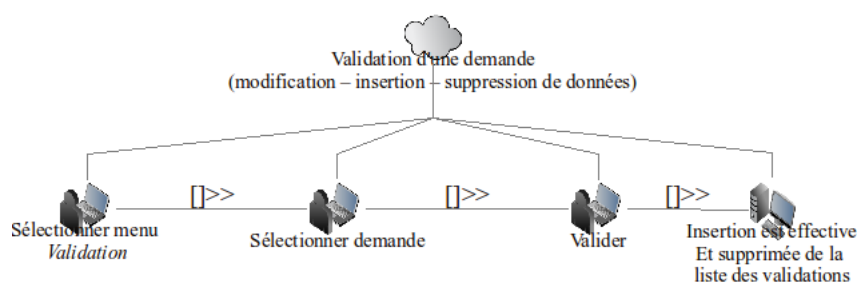 Validation d'une demande
(modification – insertion – suppression de données)
[]>> []>> []>>
Sélectionner menu
Validation
Sélectionner demande
Valider
Insertion est effective
Et supprimée de la
liste des validations